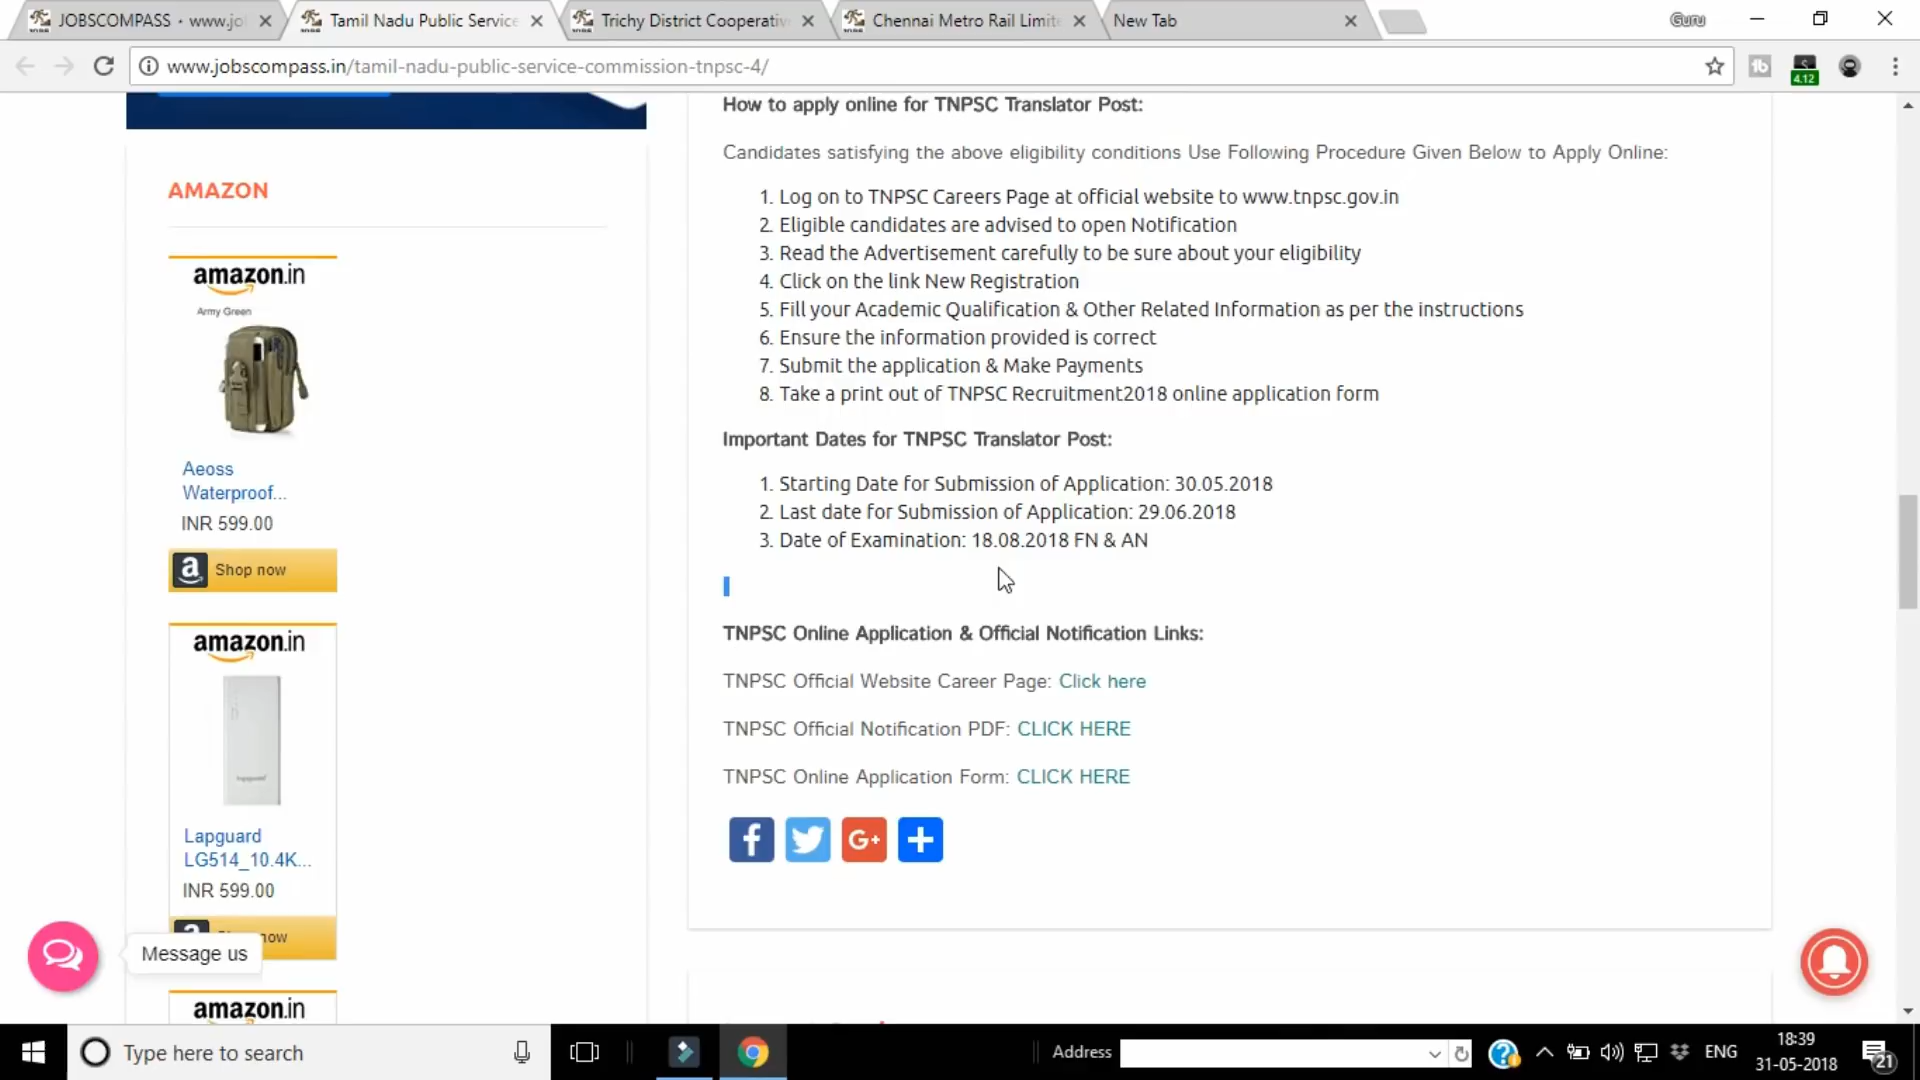 JOBSCOMPASS • www.jo
Tamil Nadu Public Service
Trichy District Cooperativ
Chennai Metro Rail Limit
New Tab
Guru
www.jobscompass.in/tamil-nadu-public-service-commission-tnpsc-4/
4.12
AMAZON
amazon.in
Army Green
Aeoss
Waterproof...
INR 599.00
Shop now
amazon.in
Lapguard
LG514_10.4K...
INR 599.00
now
amazon.in
Message us
How to apply online for TNPSC Translator Post:
Candidates satisfying the above eligibility conditions Use Following Procedure Given Below to Apply Online:
1. Log on to TNPSC Careers Page at official website to www.tnpsc.gov.in
2. Eligible candidates are advised to open Notification
3. Read the Advertisement carefully to be sure about your eligibility
4. Click on the link New Registration
5. Fill your Academic Qualification & Other Related Information as per the instructions
6. Ensure the information provided is correct
7. Submit the application & Make Payments
8. Take a print out of TNPSC Recruitment2018 online application form
Important Dates for TNPSC Translator Post:
1. Starting Date for Submission of Application: 30.05.2018
2. Last date for Submission of Application: 29.06.2018
3. Date of Examination: 18.08.2018 FN & AN
TNPSC Online Application & Official Notification Links:
TNPSC Official Website Career Page: Click here
TNPSC Official Notification PDF: CLICK HERE
TNPSC Online Application Form: CLICK HERE
Type here to search
Address
ENG
18:39
31-05-2018
21